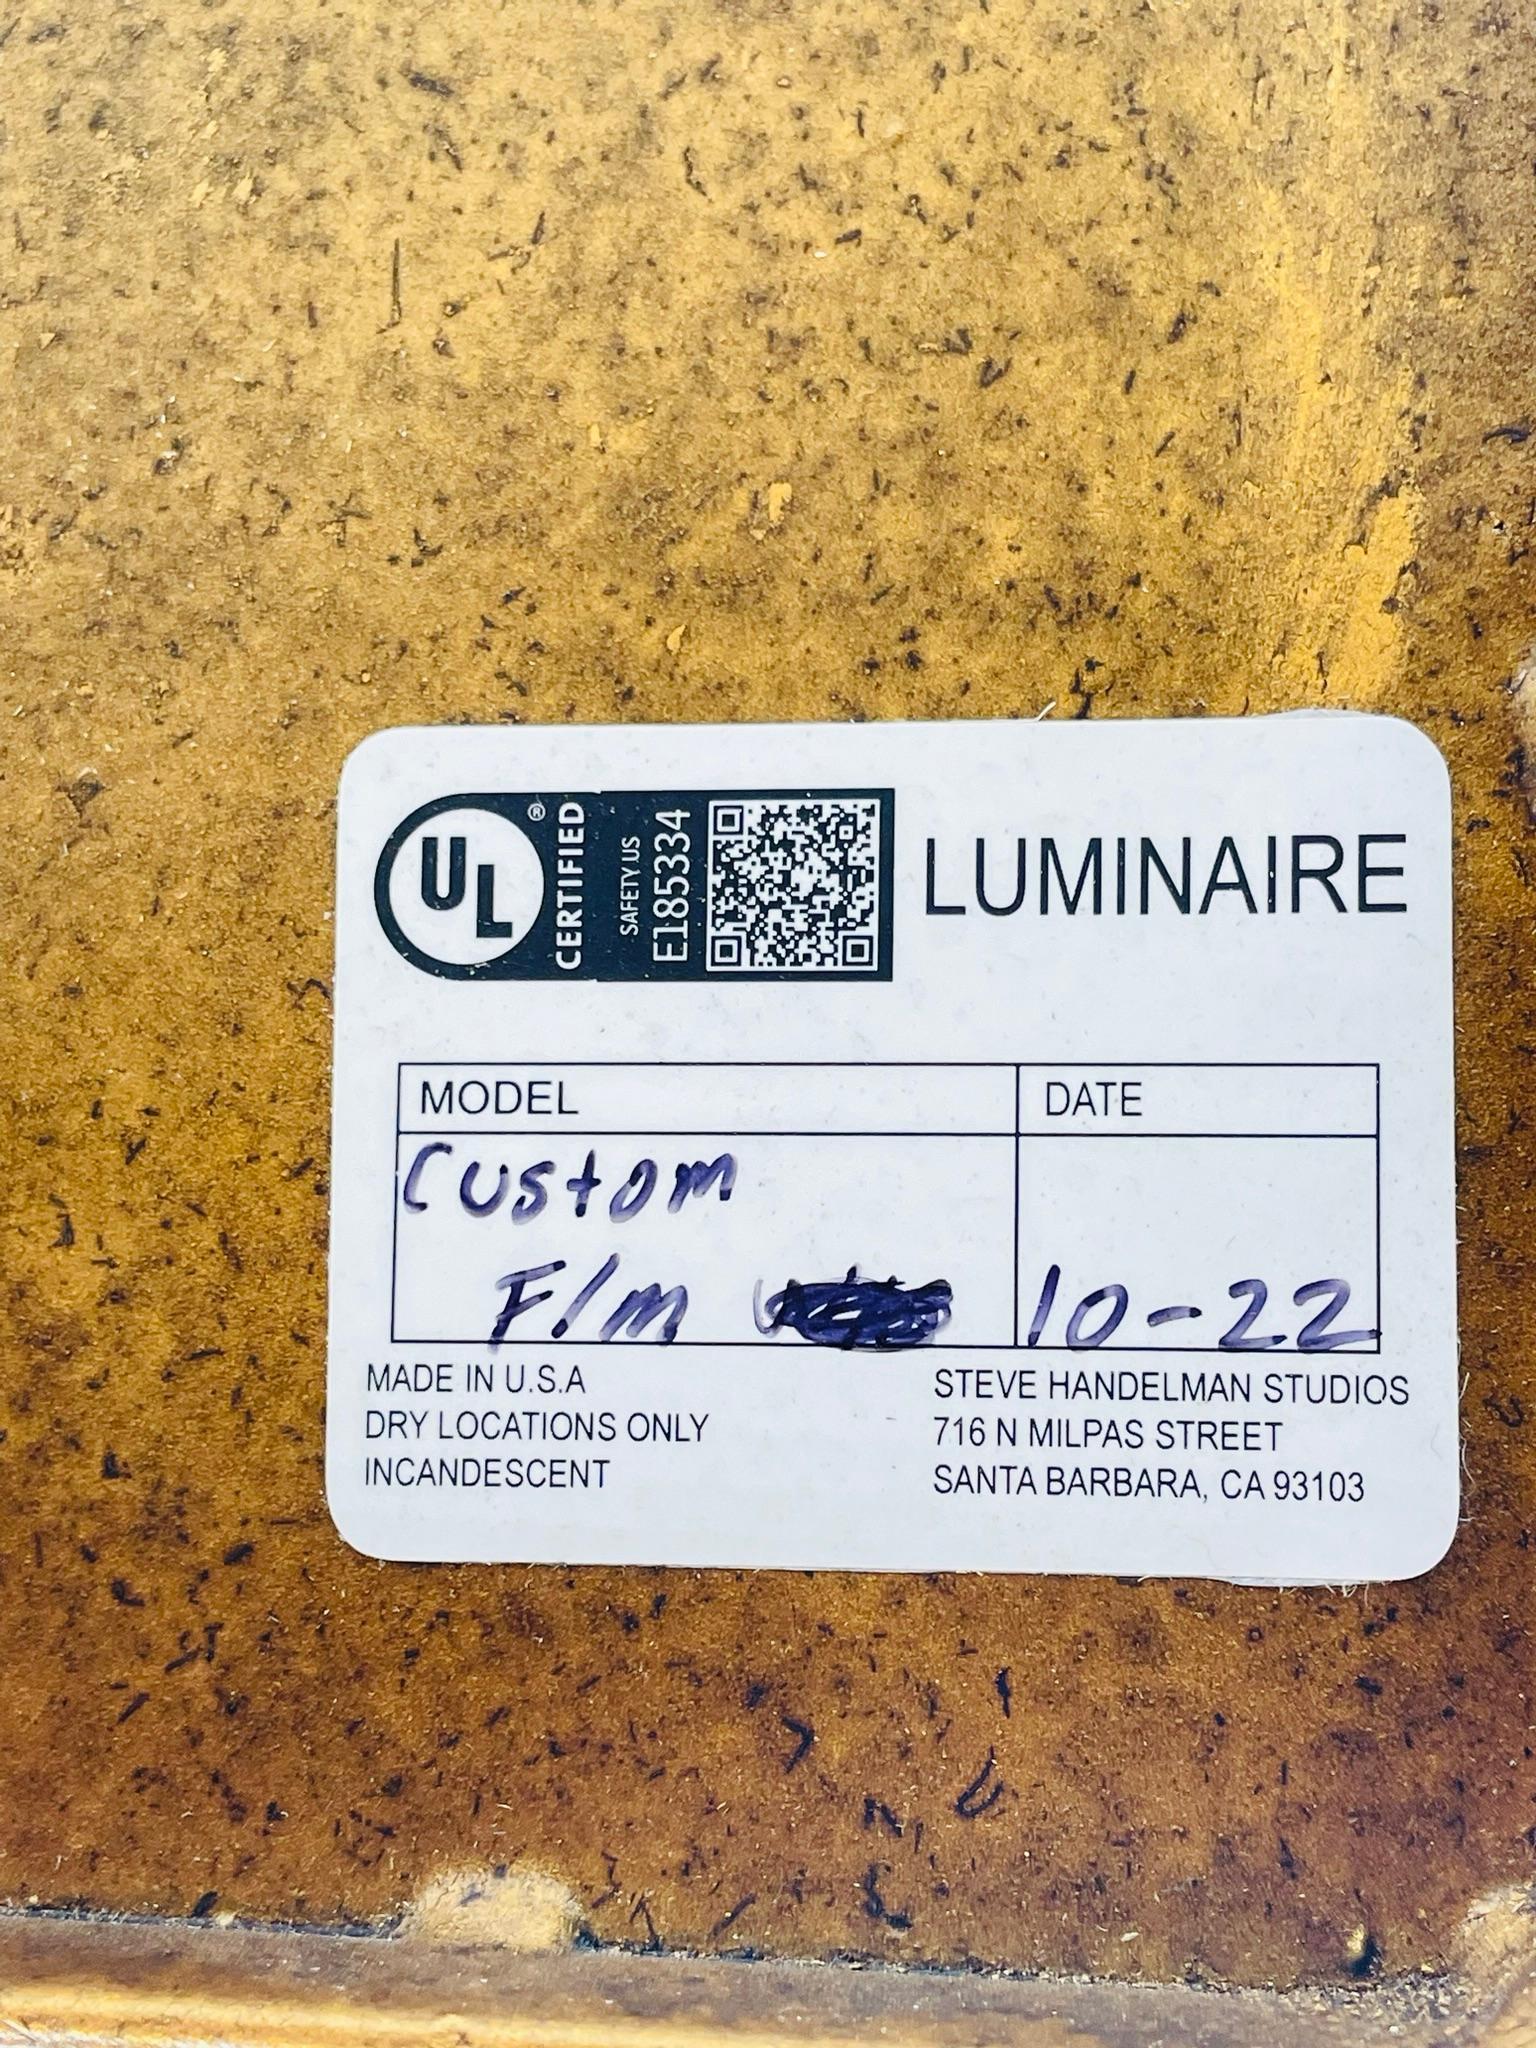 UL
®
CERTIFIED
SAFETY US
E185334
LUMINAIRE
MODEL
DATE
Custom
F/m
10-22
MADE IN U.S.A
DRY LOCATIONS ONLY
INCANDESCENT
STEVE HANDELMAN STUDIOS
716 N MILPAS STREET
SANTA BARBARA, CA 93103